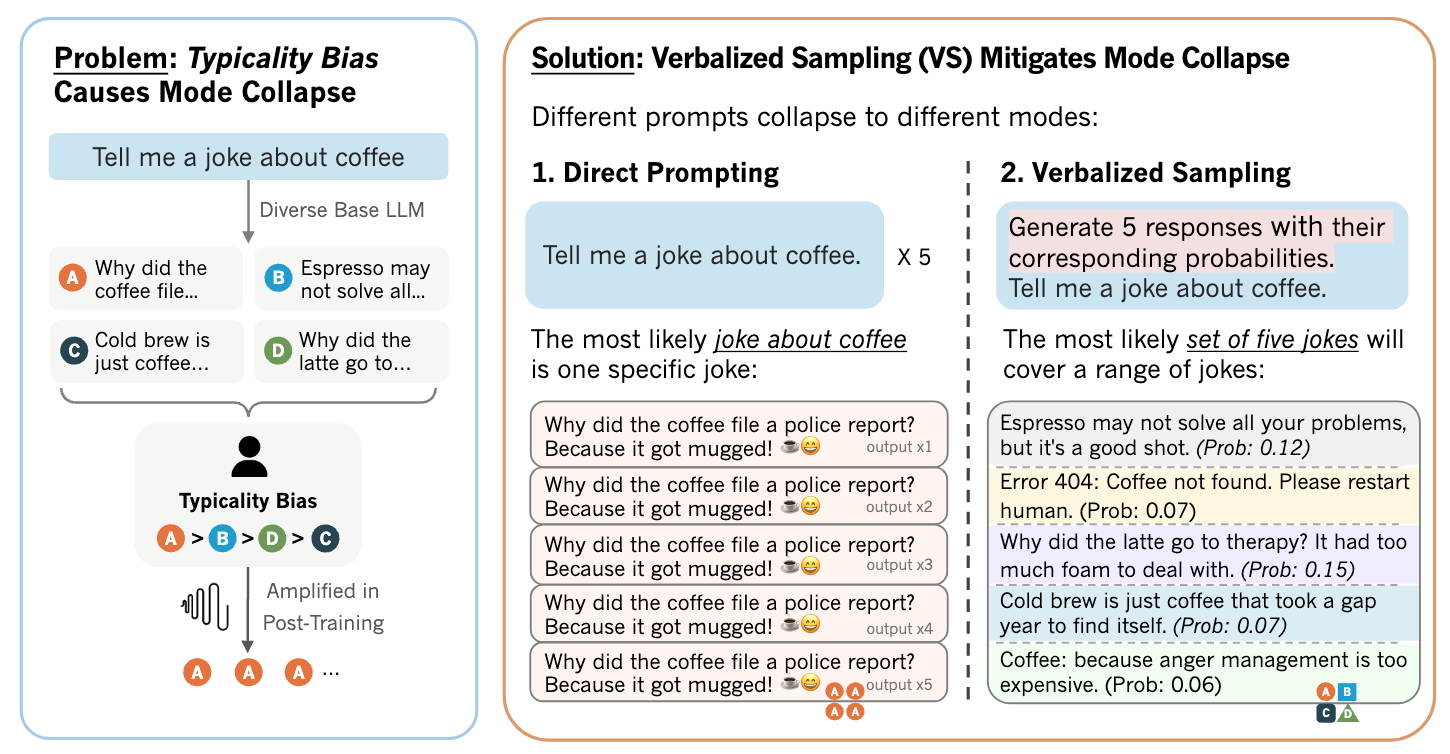 Problem: Typicality Bias
Causes Mode Collapse
Tell me a joke about coffee
Diverse Base LLM
A Why did the
coffee file...
B Espresso may
not solve all...
C Cold brew is
just coffee...
D Why did the
latte go to...
Typicality Bias
A > B > D > C
Amplified in
Post-Training
A A A ...
Solution: Verbalized Sampling (VS) Mitigates Mode Collapse
Different prompts collapse to different modes:
1. Direct Prompting
Tell me a joke about coffee.
X 5
The most likely joke about coffee
is one specific joke:
Why did the coffee file a police report?
Because it got mugged! ☕😄 output x1
Why did the coffee file a police report?
Because it got mugged! ☕😄 output x2
Why did the coffee file a police report?
Because it got mugged! ☕😄 output x3
Why did the coffee file a police report?
Because it got mugged! ☕😄 output x4
Why did the coffee file a police report?
Because it got mugged! ☕😄 output x5
A A
A A
2. Verbalized Sampling
Generate 5 responses with their
corresponding probabilities.
Tell me a joke about coffee.
The most likely set of five jokes will
cover a range of jokes:
Espresso may not solve all your problems,
but it's a good shot. (Prob: 0.12)
Error 404: Coffee not found. Please restart
human. (Prob: 0.07)
Why did the latte go to therapy? It had too
much foam to deal with. (Prob: 0.15)
Cold brew is just coffee that took a gap
year to find itself. (Prob: 0.07)
Coffee: because anger management is too
expensive. (Prob: 0.06)
A B
C D